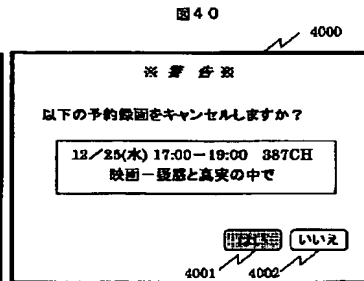 図40
4000
※ 警 告 ※
以下の予約録画をキャンセルしますか？
12／25(水) 17:00－19:00 387CH
映画－疑惑と真実の中で
はい いいえ
4001 4002